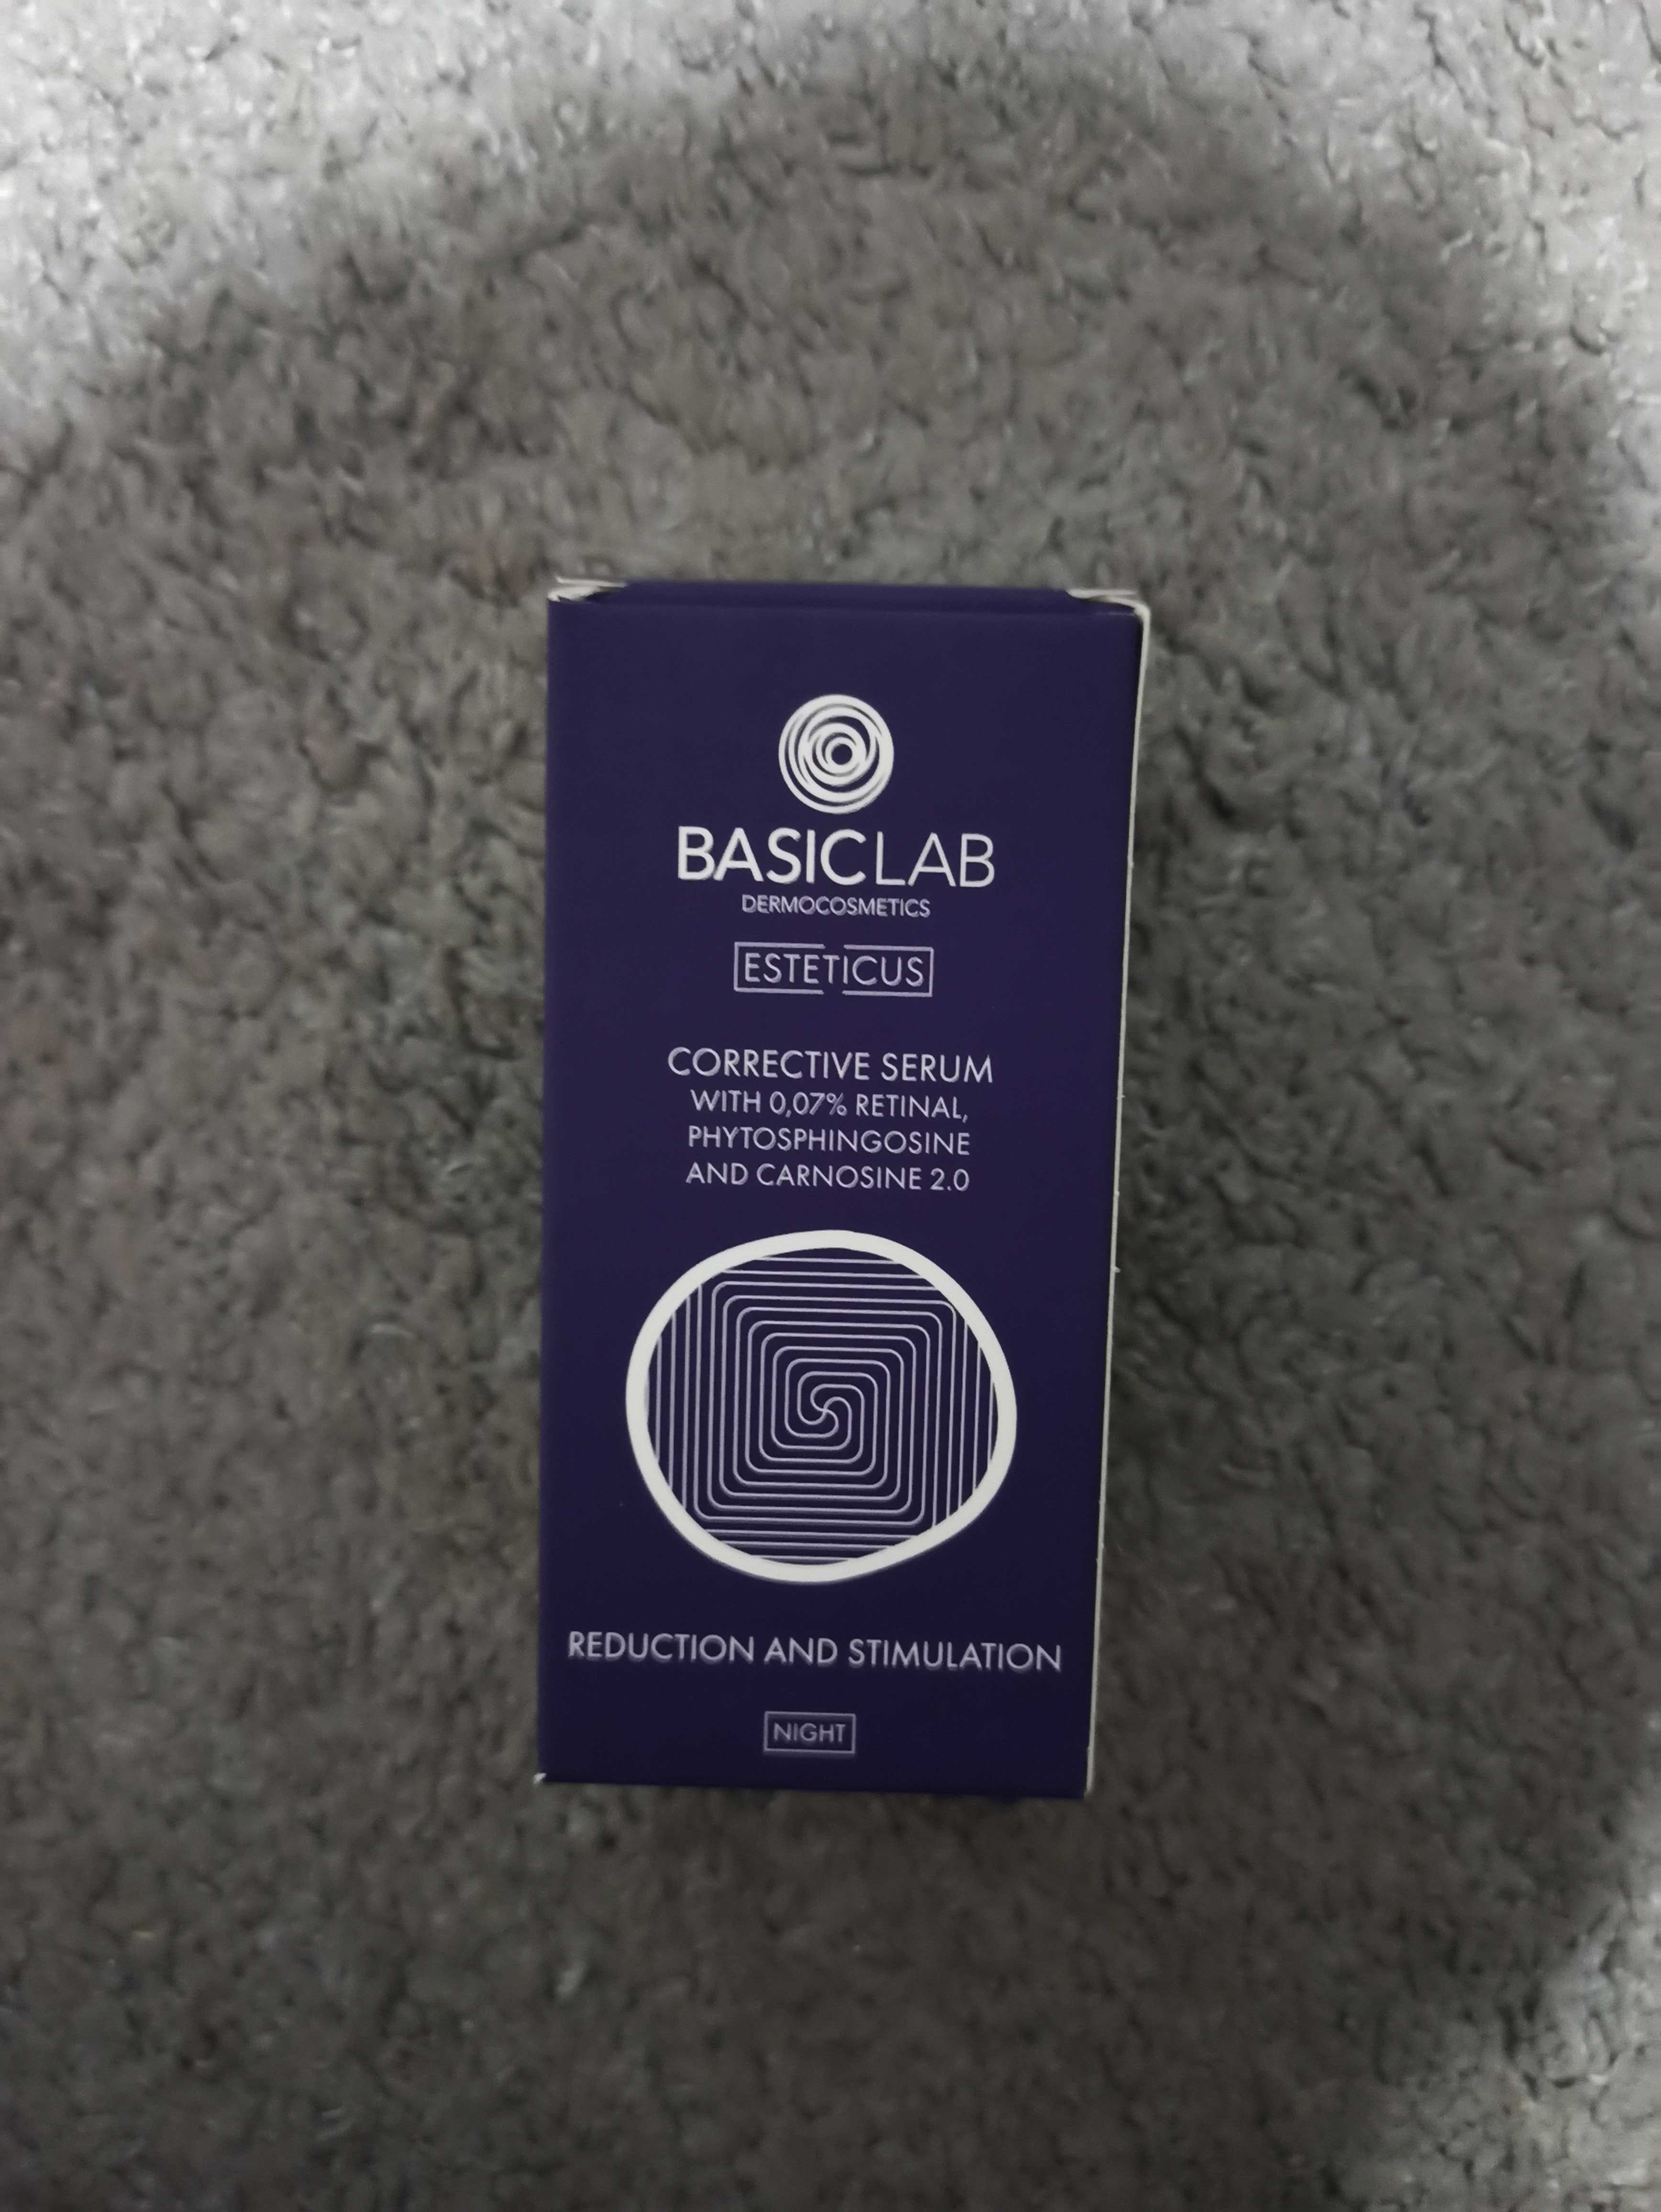 BASICLAB
DERMOCOSMETICS
ESTETICUS
CORRECTIVE SERUM
WITH 0,07% RETINAL,
PHYTOSPHINGOSINE
AND CARNOSINE 2.0
REDUCTION AND STIMULATION
NIGHT